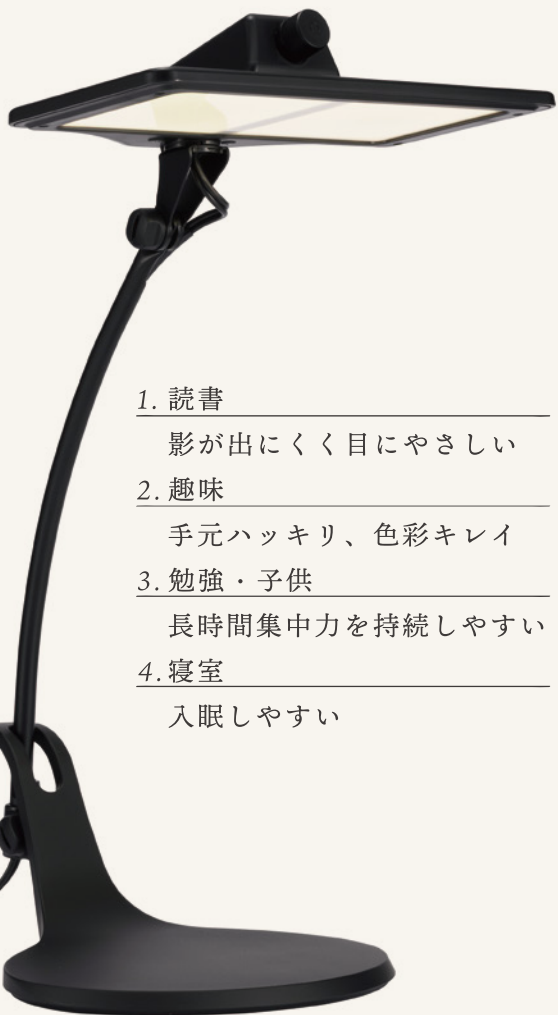 1. 読書
影が出にくく目にやさしい
2. 趣味
手元ハッキリ、色彩キレイ
3. 勉強・子供
長時間集中力を持続しやすい
4. 寝室
入眠しやすい